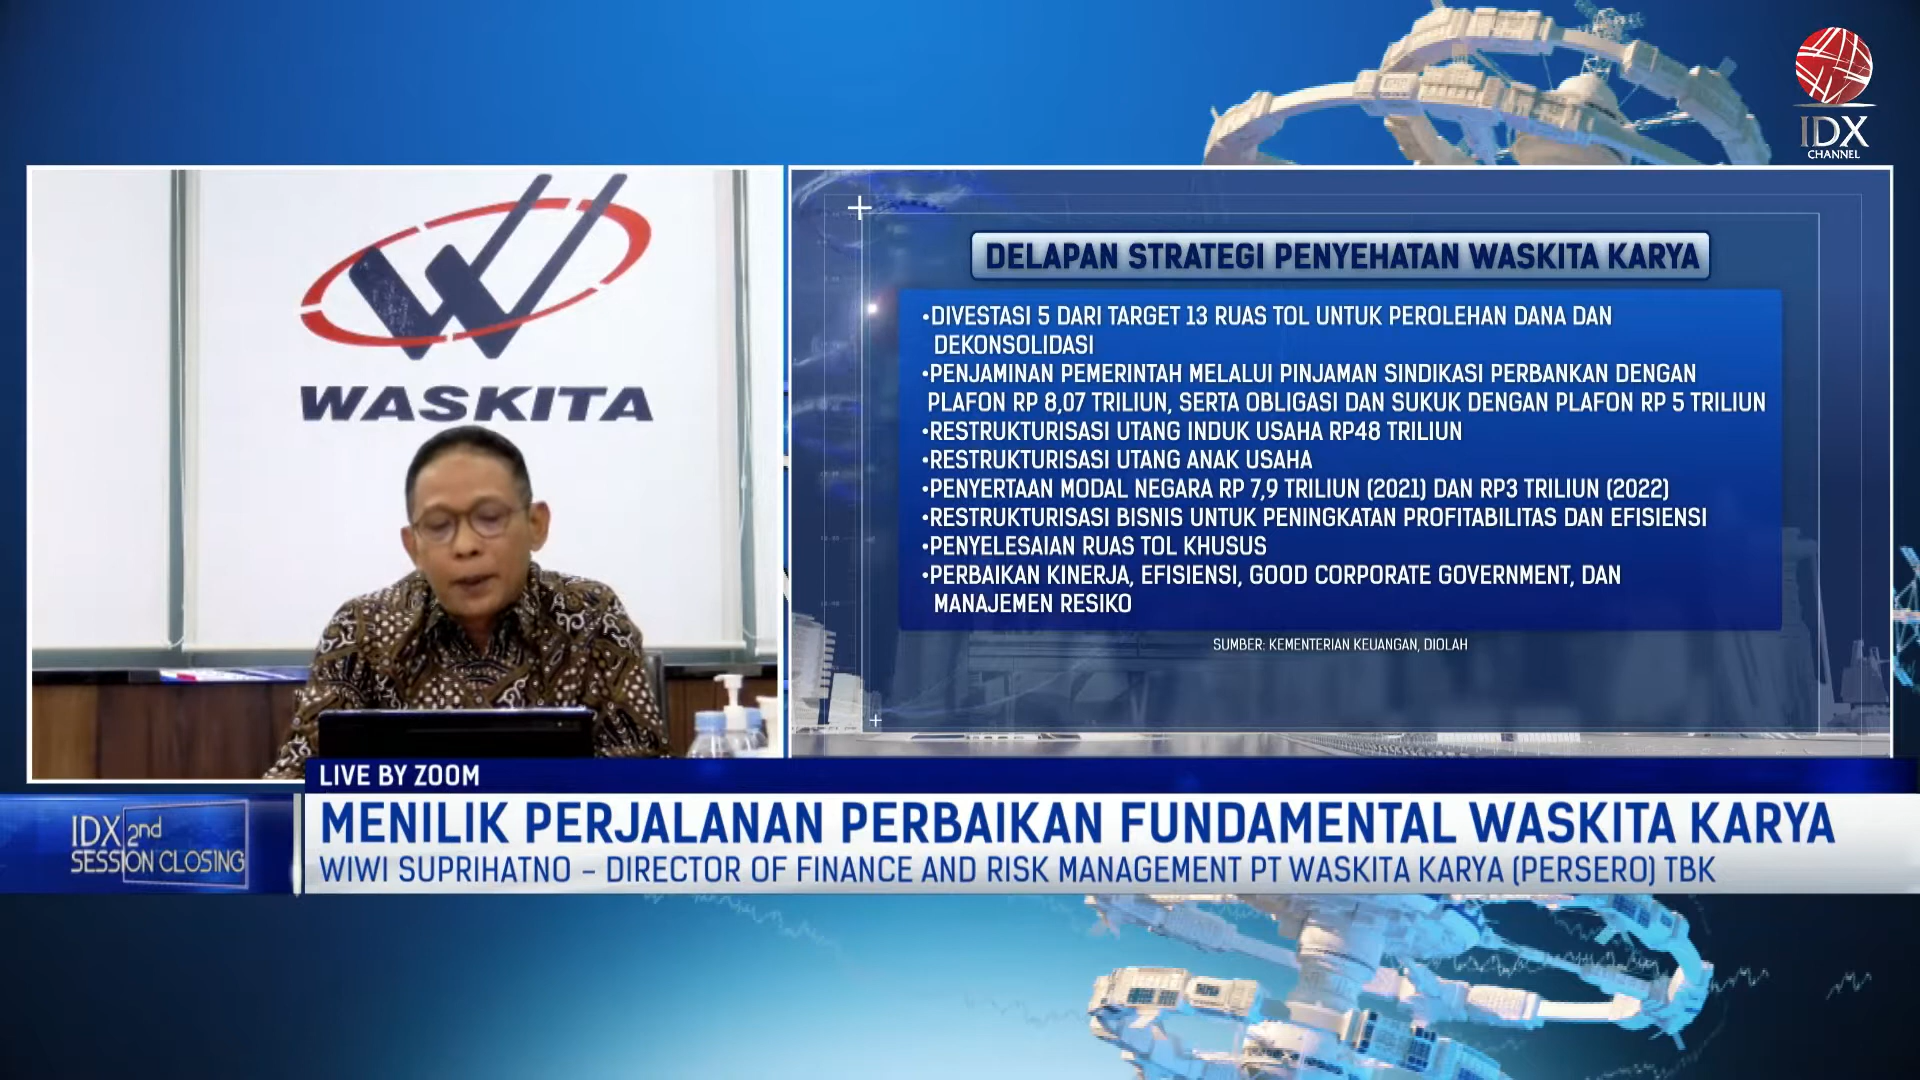 IDX
CHANNEL
WASKITA
DELAPAN STRATEGI PENYEHATAN WASKITA KARYA
•DIVESTASI 5 DARI TARGET 13 RUAS TOL UNTUK PEROLEHAN DANA DAN
DEKONSOLIDASI
•PENJAMINAN PEMERINTAH MELALUI PINJAMAN SINDIKASI PERBANKAN DENGAN
PLAFON RP 8,07 TRILIUN, SERTA OBLIGASI DAN SUKUK DENGAN PLAFON RP 5 TRILIUN
•RESTRUKTURISASI UTANG INDUK USAHA RP48 TRILIUN
•RESTRUKTURISASI UTANG ANAK USAHA
•PENYERTAAN MODAL NEGARA RP 7,9 TRILIUN (2021) DAN RP3 TRILIUN (2022)
•RESTRUKTURISASI BISNIS UNTUK PENINGKATAN PROFITABILITAS DAN EFISIENSI
•PENYELESAIAN RUAS TOL KHUSUS
•PERBAIKAN KINERJA, EFISIENSI, GOOD CORPORATE GOVERNMENT, DAN
MANAJEMEN RESIKO
SUMBER: KEMENTERIAN KEUANGAN, DIOLAH
LIVE BY ZOOM
MENILIK PERJALANAN PERBAIKAN FUNDAMENTAL WASKITA KARYA
WIWI SUPRIHATNO – DIRECTOR OF FINANCE AND RISK MANAGEMENT PT WASKITA KARYA (PERSERO) TBK
IDX 2nd
SESSION CLOSING